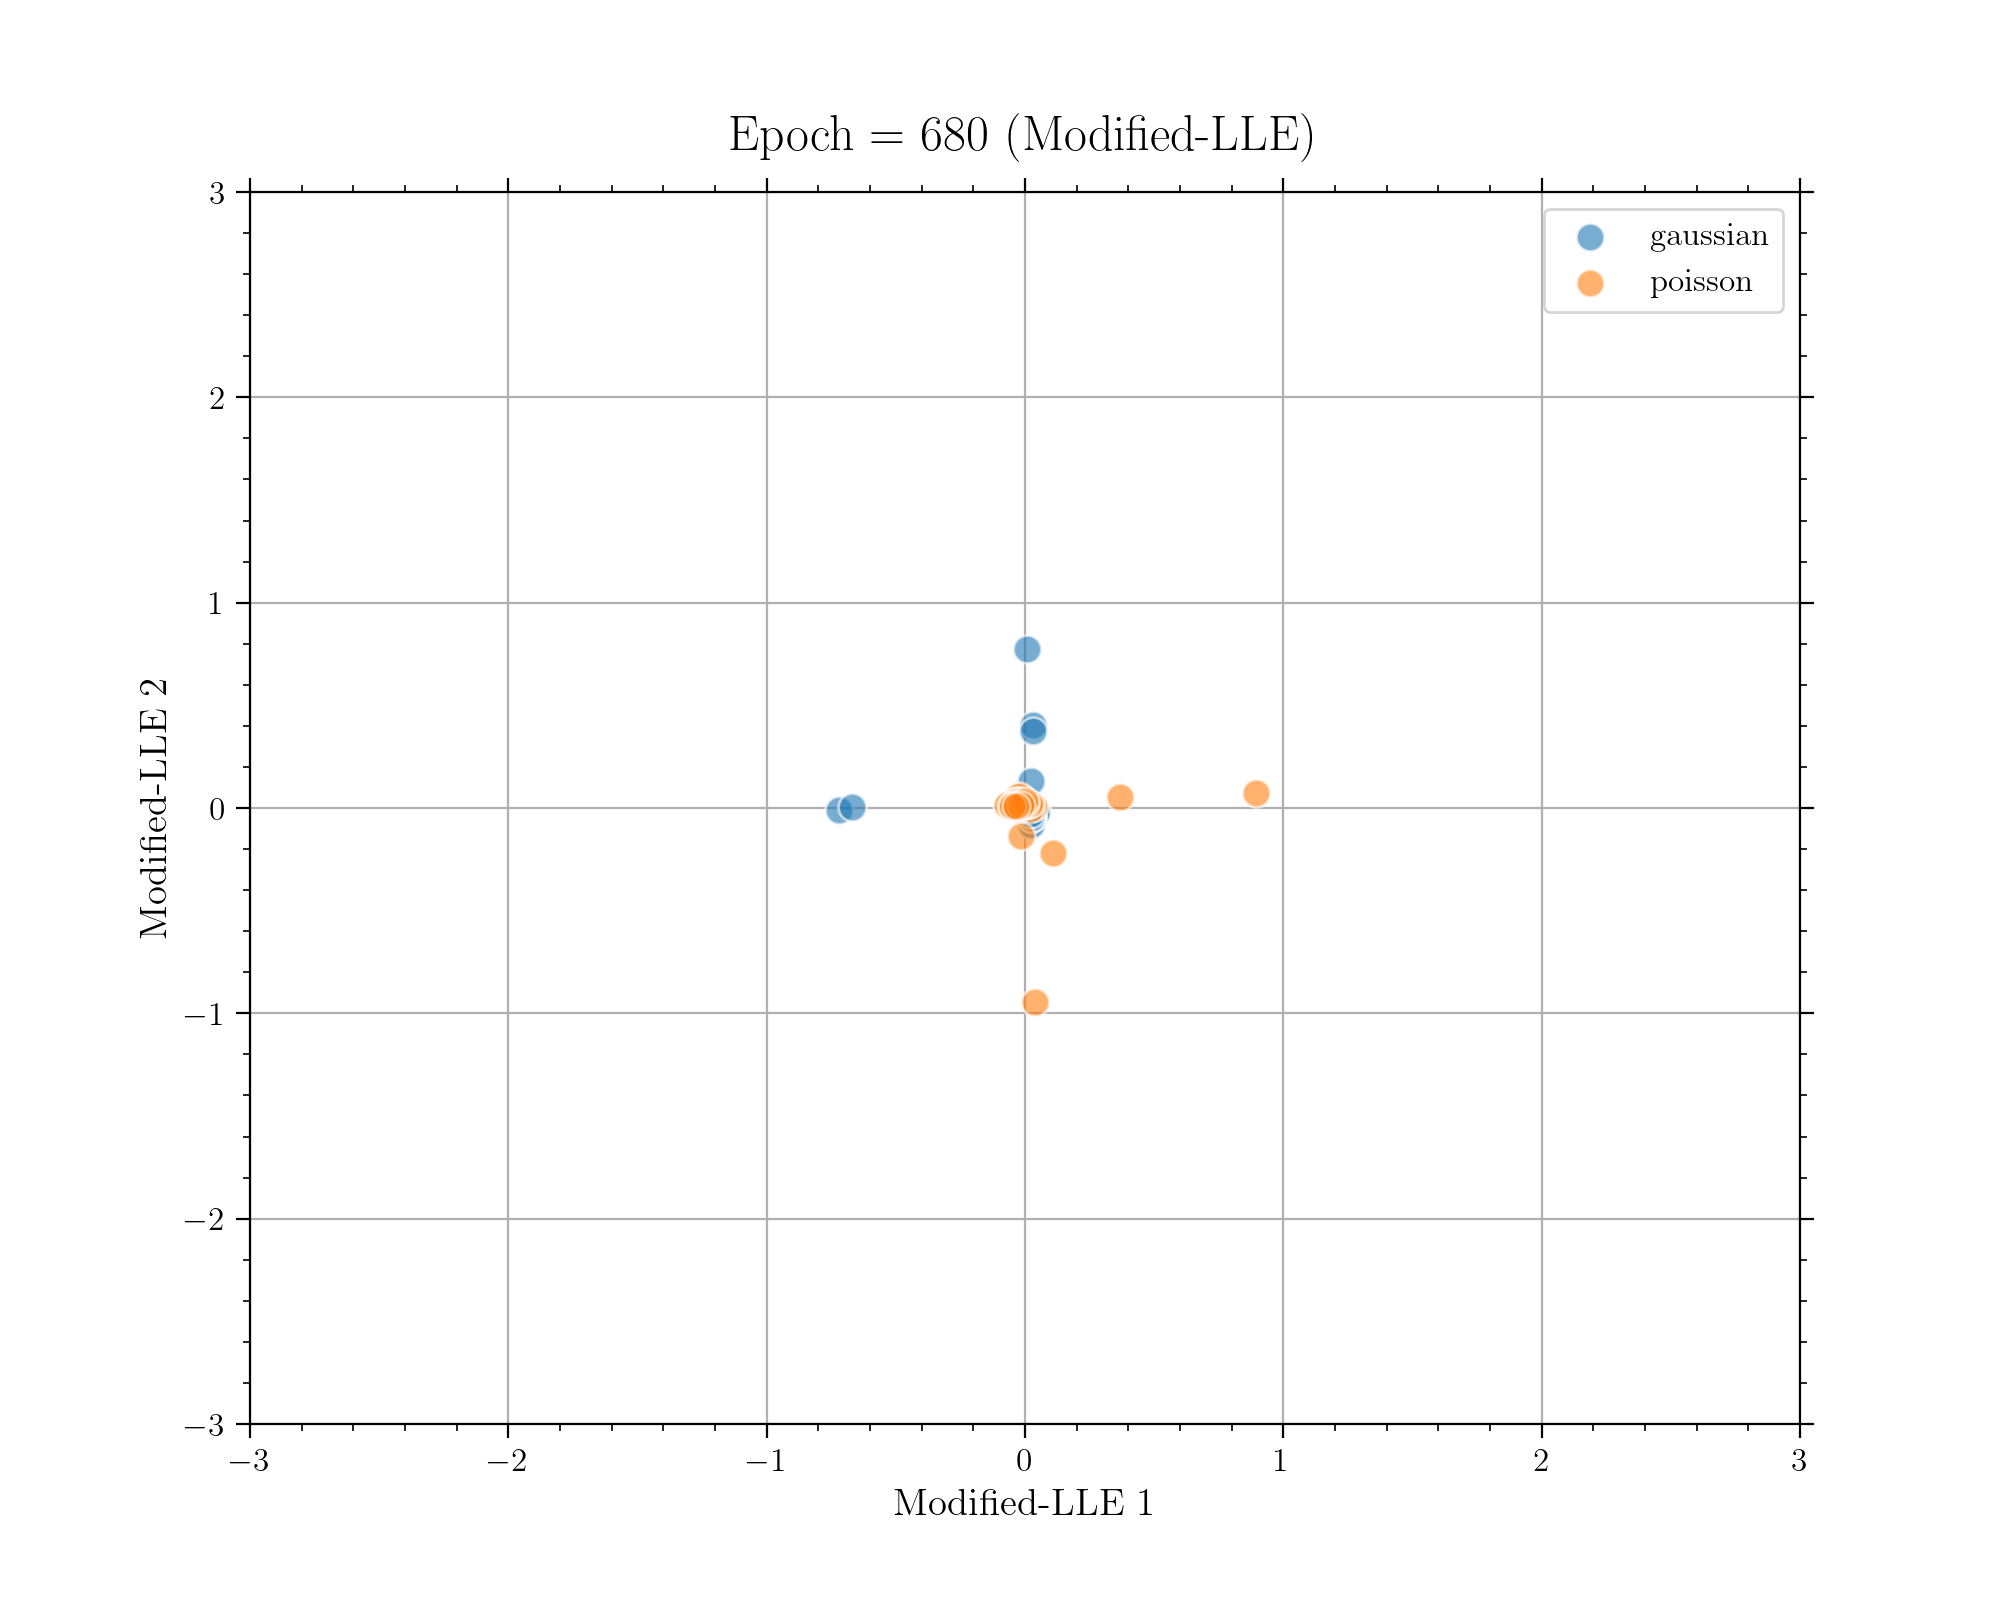 Epoch = 680 (Modified-LLE)
gaussian
poisson
3
2
1
0
−1
−2
−3
Modified-LLE 2
−3 −2 −1 0 1 2 3
Modified-LLE 1